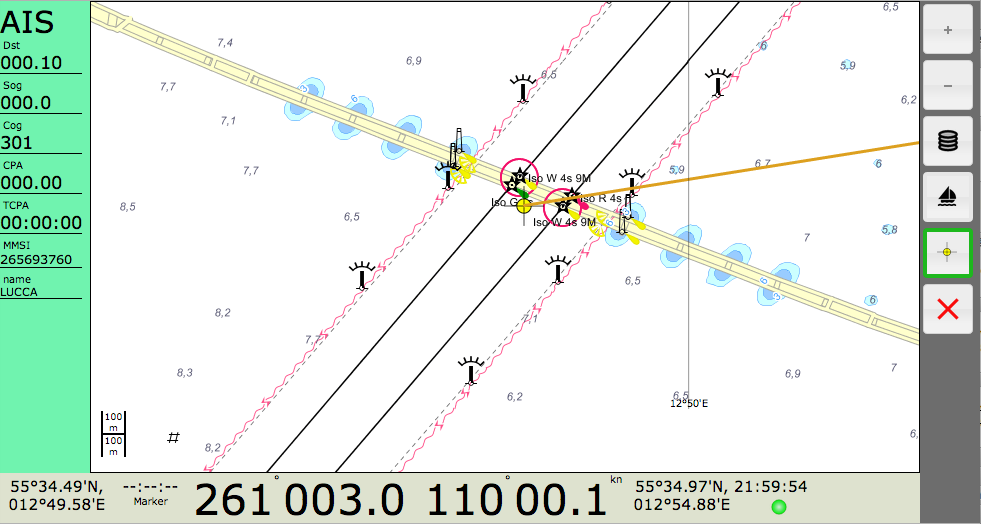 AIS
Dst
000.10
Sog
000.0
Cog
301
CPA
000.00
TCPA
00:00:00
MMSI
265693760
name
LUCCA
7,4
6,9
6,5
6
5,9
6,5
7,7
6,2
7,1
7,7
5,9
6,7
6
8,5
6,5
Iso W 4s 9M
Iso G
Iso R 4s
Iso W 4s 9M
7
5,8
6,5
8,2
7,1
6
7,7
8,3
6,2
6,9
7
6,5
12°50'E
100
m
100
m
8,2
6,
+
−
55°34.49'N,
012°49.58'E
--:--:--
Marker
261° 003.0
110° 00.1 kn
55°34.97'N, 21:59:54
012°54.88'E